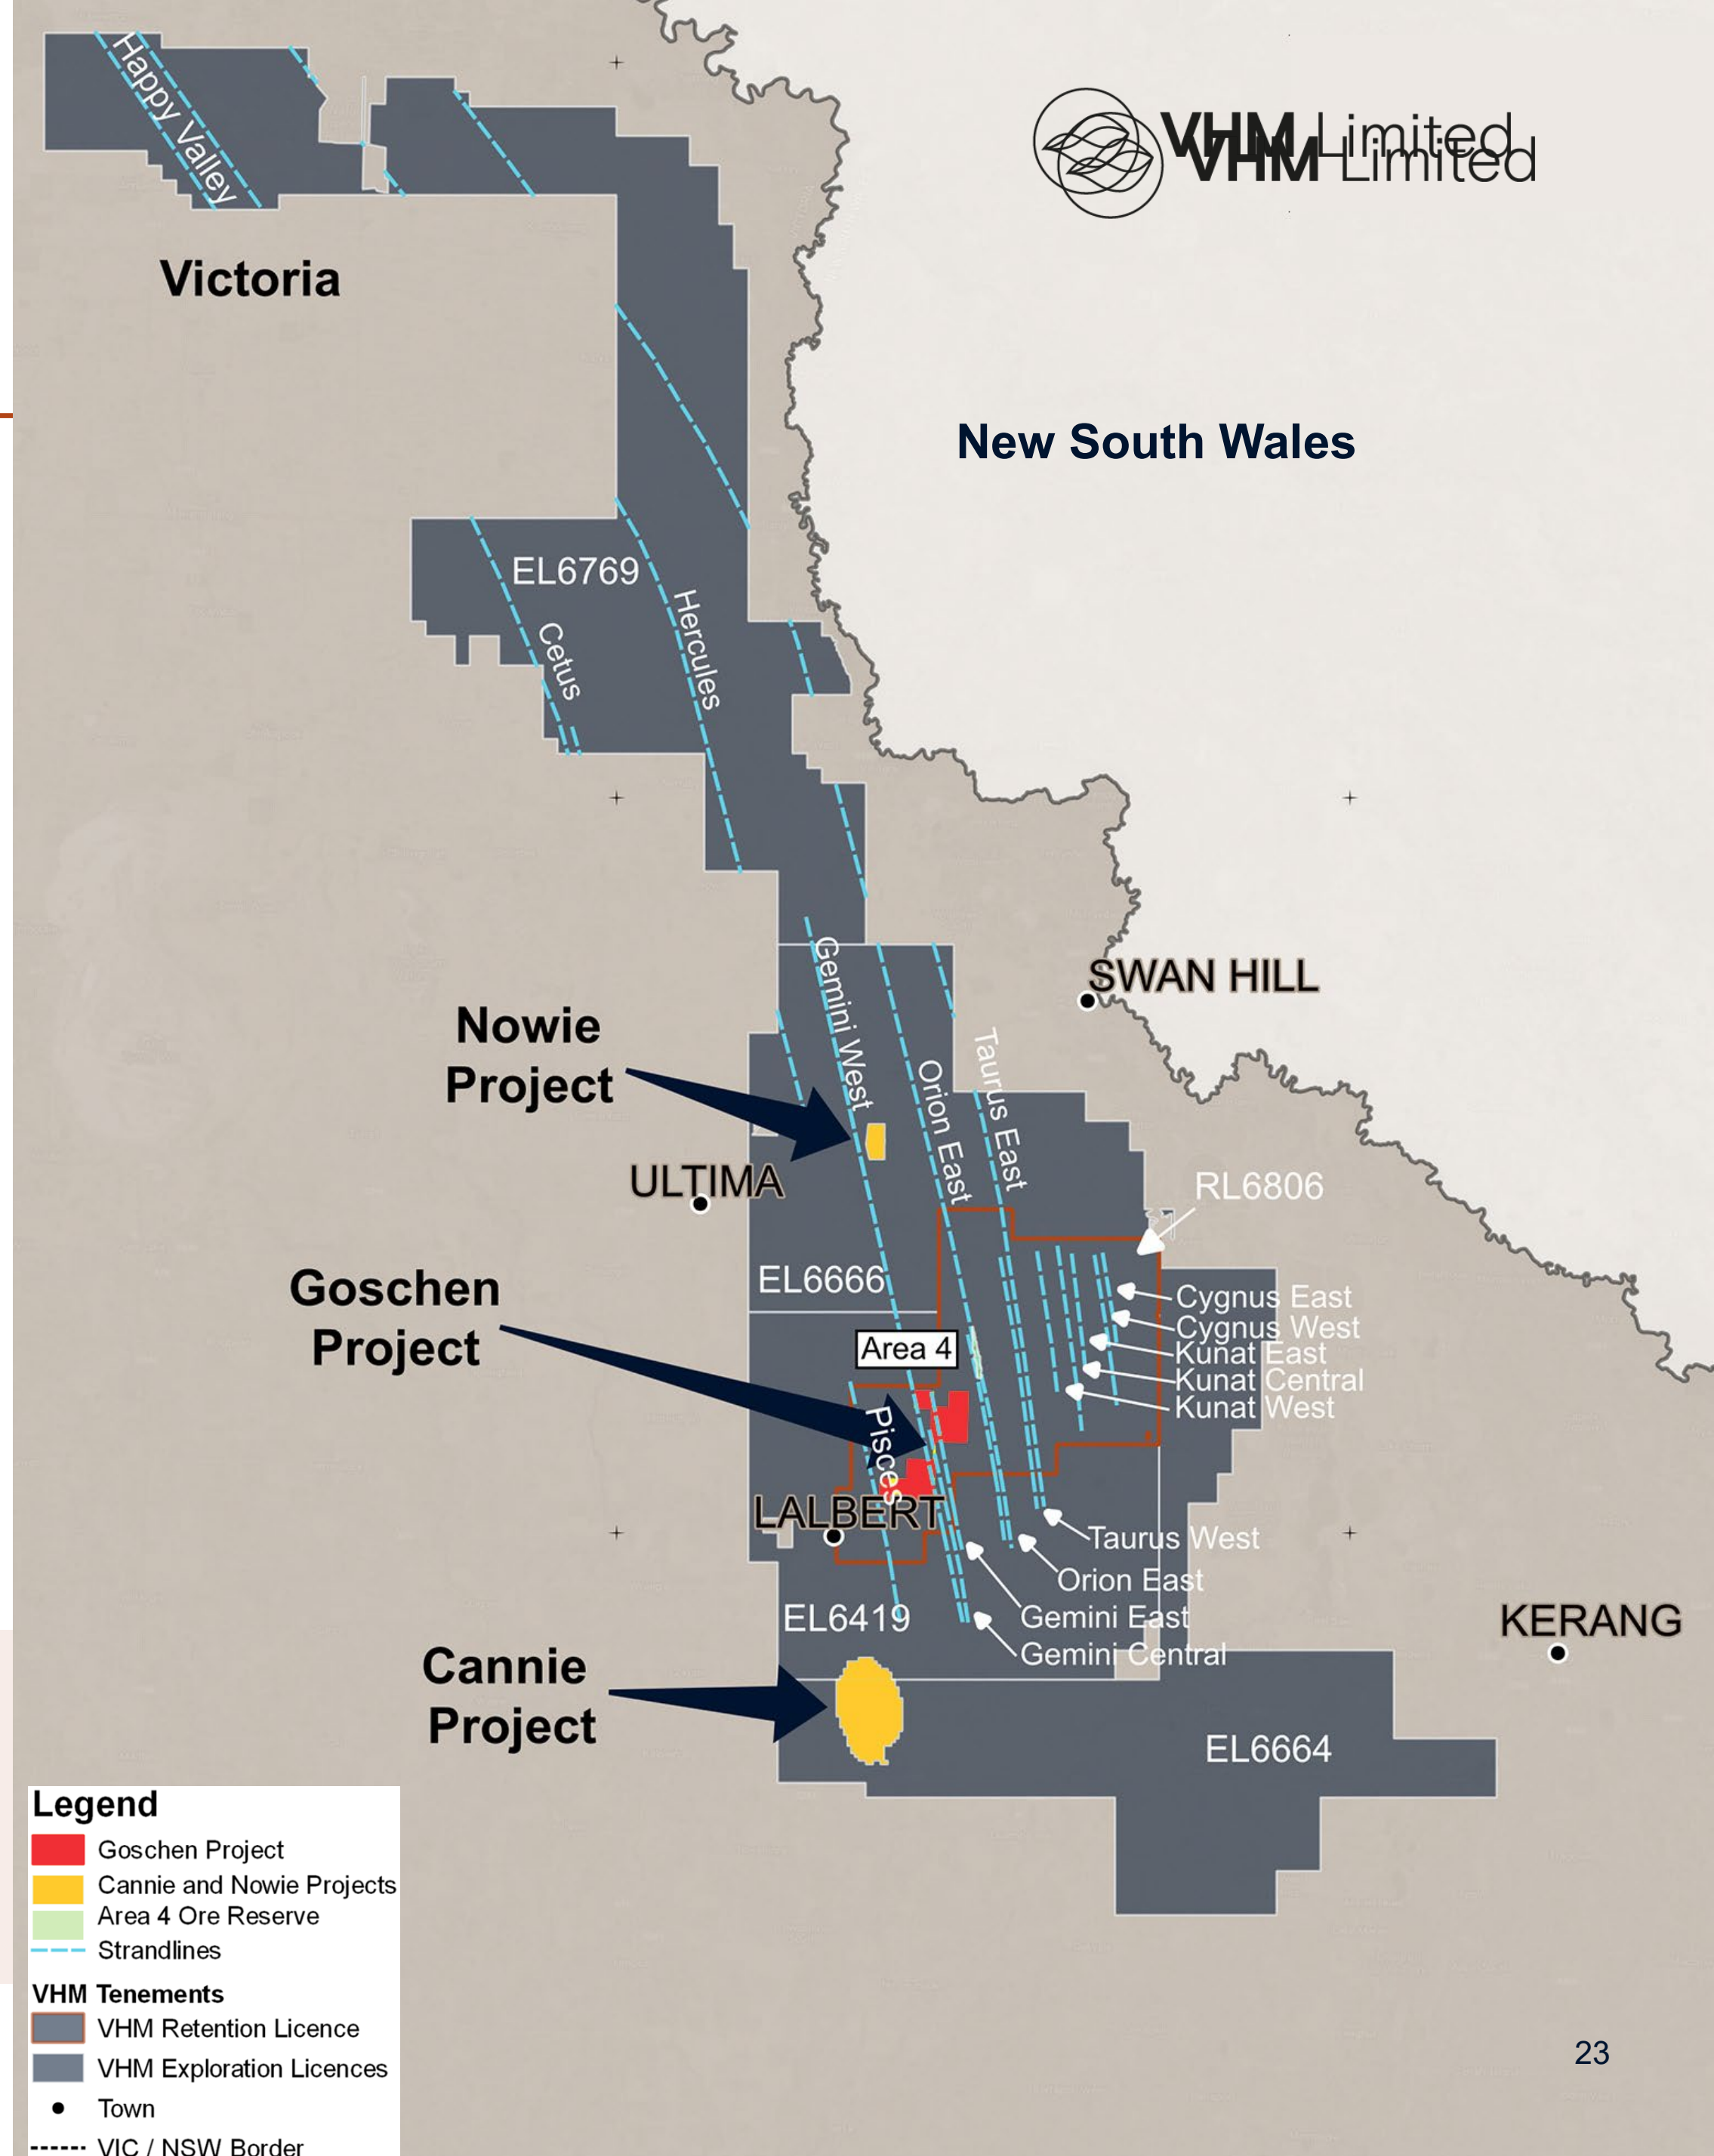 Happy Valley
VHM Limited
VHM Limited
Victoria
New South Wales
EL6769
Cetus
Hercules
SWAN HILL
Gemini West
Nowie
Project
Orion East
Taurus East
ULTIMA
RL6806
EL6666
Goschen
Project
Cygnus East
Cygnus West
Kunat East
Kunat Central
Kunat West
Area 4
Pisces
LALBERT
Taurus West
Orion East
Gemini East
Gemini Central
EL6419
KERANG
Cannie
Project
EL6664
Legend
Goschen Project
Cannie and Nowie Projects
Area 4 Ore Reserve
Strandlines
VHM Tenements
VHM Retention Licence
VHM Exploration Licences
Town
VIC / NSW Border
23